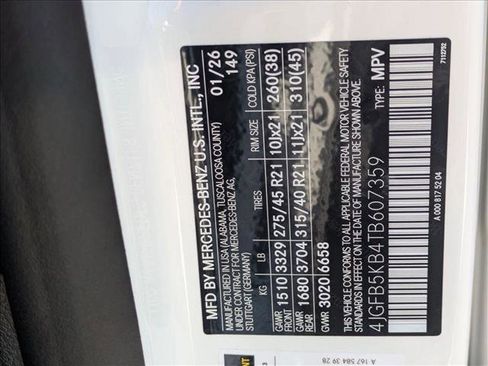 MFD BY MERCEDES-BENZ U.S. INTL., INC
MANUFACTURED IN USA (ALABAMA, TUSCALOOSA COUNTY)
UNDER CONTRACT FOR MERCEDES-BENZ AG,
STUTTGART (GERMANY)
01/26
149
KG LB TIRES RIM SIZE COLD KPA (PSI)
GAWR FRONT 1510 3329 275/45 R21 10Jx21 260(38)
GAWR REAR 1680 3704 315/40 R21 11Jx21 310(45)
GVWR 3020 6658
THIS VEHICLE CONFORMS TO ALL APPLICABLE FEDERAL MOTOR VEHICLE SAFETY
STANDARDS IN EFFECT ON THE DATE OF MANUFACTURE SHOWN ABOVE.
4JGFB5KB4TB607359 TYPE: MPV
A 000 817 52 04
7112752
A 167 584 39 28